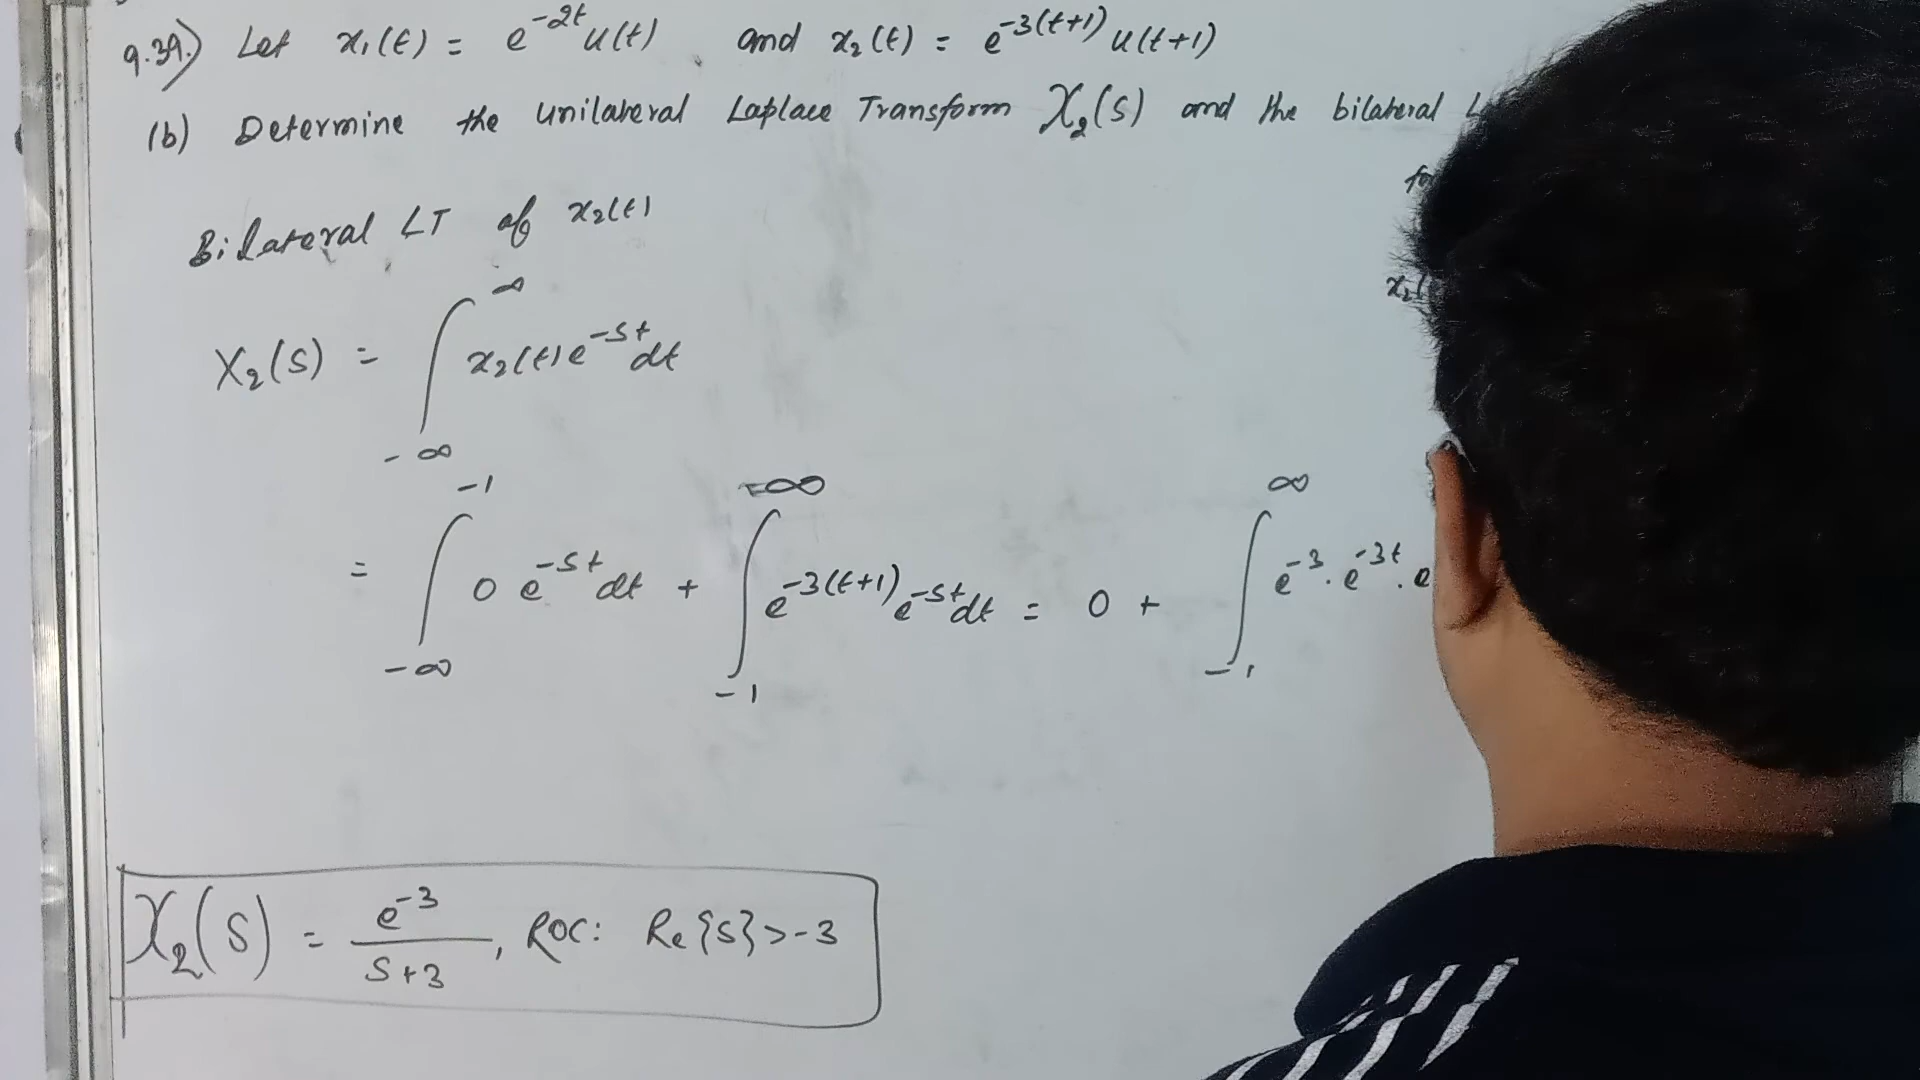 9.39.) Let x₁(t) = e^{-2t} u(t) and x₂(t) = e^{-3(t+1)} u(t+1)
(b) Determine the Unilateral Laplace Transform 𝒳₂(s) and the bilateral
Bilateral LT of x₂(t)
X₂(s) = ∫_{-∞}^{∞} x₂(t) e^{-st} dt
= ∫_{-∞}^{-1} 0 e^{-st} dt + ∫_{-1}^{+∞} e^{-3(t+1)} e^{-st} dt = 0 + ∫_{-1}^{∞} e^{-3} . e^{-3t} . e
𝒳₂(s) = e^{-3} / (s+3) , ROC: Re{s} > -3